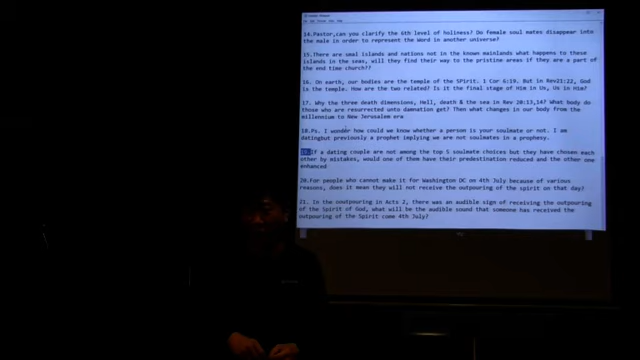 14. Pastor, can you clarify the 6th level of holiness? Do female soul mates disappear into
the male in order to represent the Word in another universe?
15. There are smal islands and nations not in the known mainlands what happens to these
islands in the seas, will they find their way to the pristine areas if they are a part of
the end time church??
16. On earth, our bodies are the temple of the SPirit. 1 Cor 6:19. But in Rev21:22, God
is the temple. How are the two related? Is it the final stage of Him in Us, Us in Him?
17. Why the three death dimensions, Hell, death & the sea in Rev 20:13,14? What body do
those who are resurrected unto damnation get? Then what changes in our body from the
millenium to New Jerusalem era
18.Ps. I wonder how could we know whether a person is your soulmate or not. I am
datingbut previously a prophet implying we are not soulmates in a prophesy.
19. If a dating couple are not among the top 5 soulmate choices but they have chosen each
other by mistakes, would one of them have their predestination reduced and the other one
enhanced
20.For people who cannot make it for Washington DC on 4th July because of various
reasons, does it mean they will not receive the outpouring of the spirit on that day?
21. In the ooutpouring in Acts 2, there was an audible sign of receiving the outpouring
of the Spirit of God, what will be the audible sound that someone has received the
outpouring of the Spirit come 4th July?